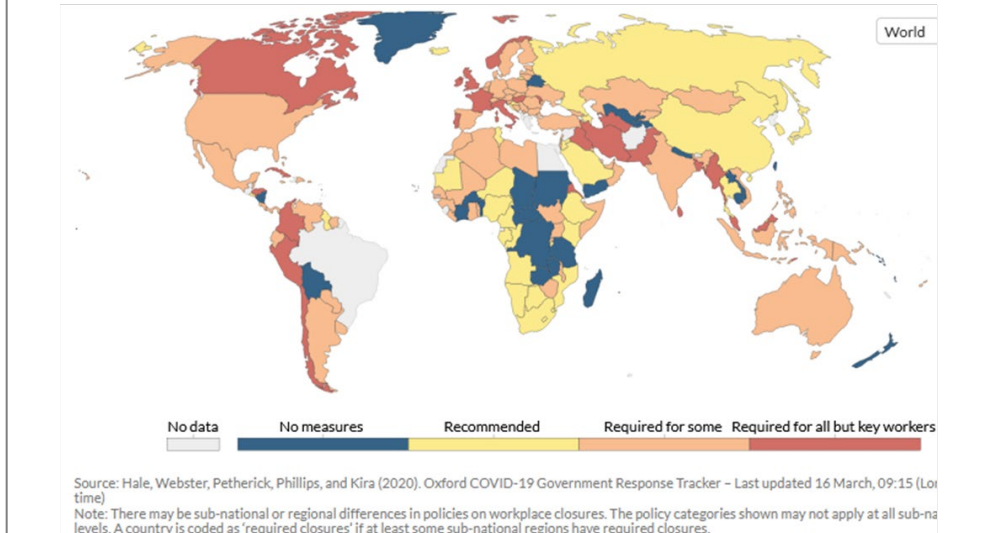 World
No data
No measures
Recommended
Required for some
Required for all but key workers
Source: Hale, Webster, Petherick, Phillips, and Kira (2020). Oxford COVID-19 Government Response Tracker – Last updated 16 March, 09:15 (Lon
time)
Note: There may be sub-national or regional differences in policies on workplace closures. The policy categories shown may not apply at all sub-na
levels. A country is coded as 'required closures' if at least some sub-national regions have required closures.